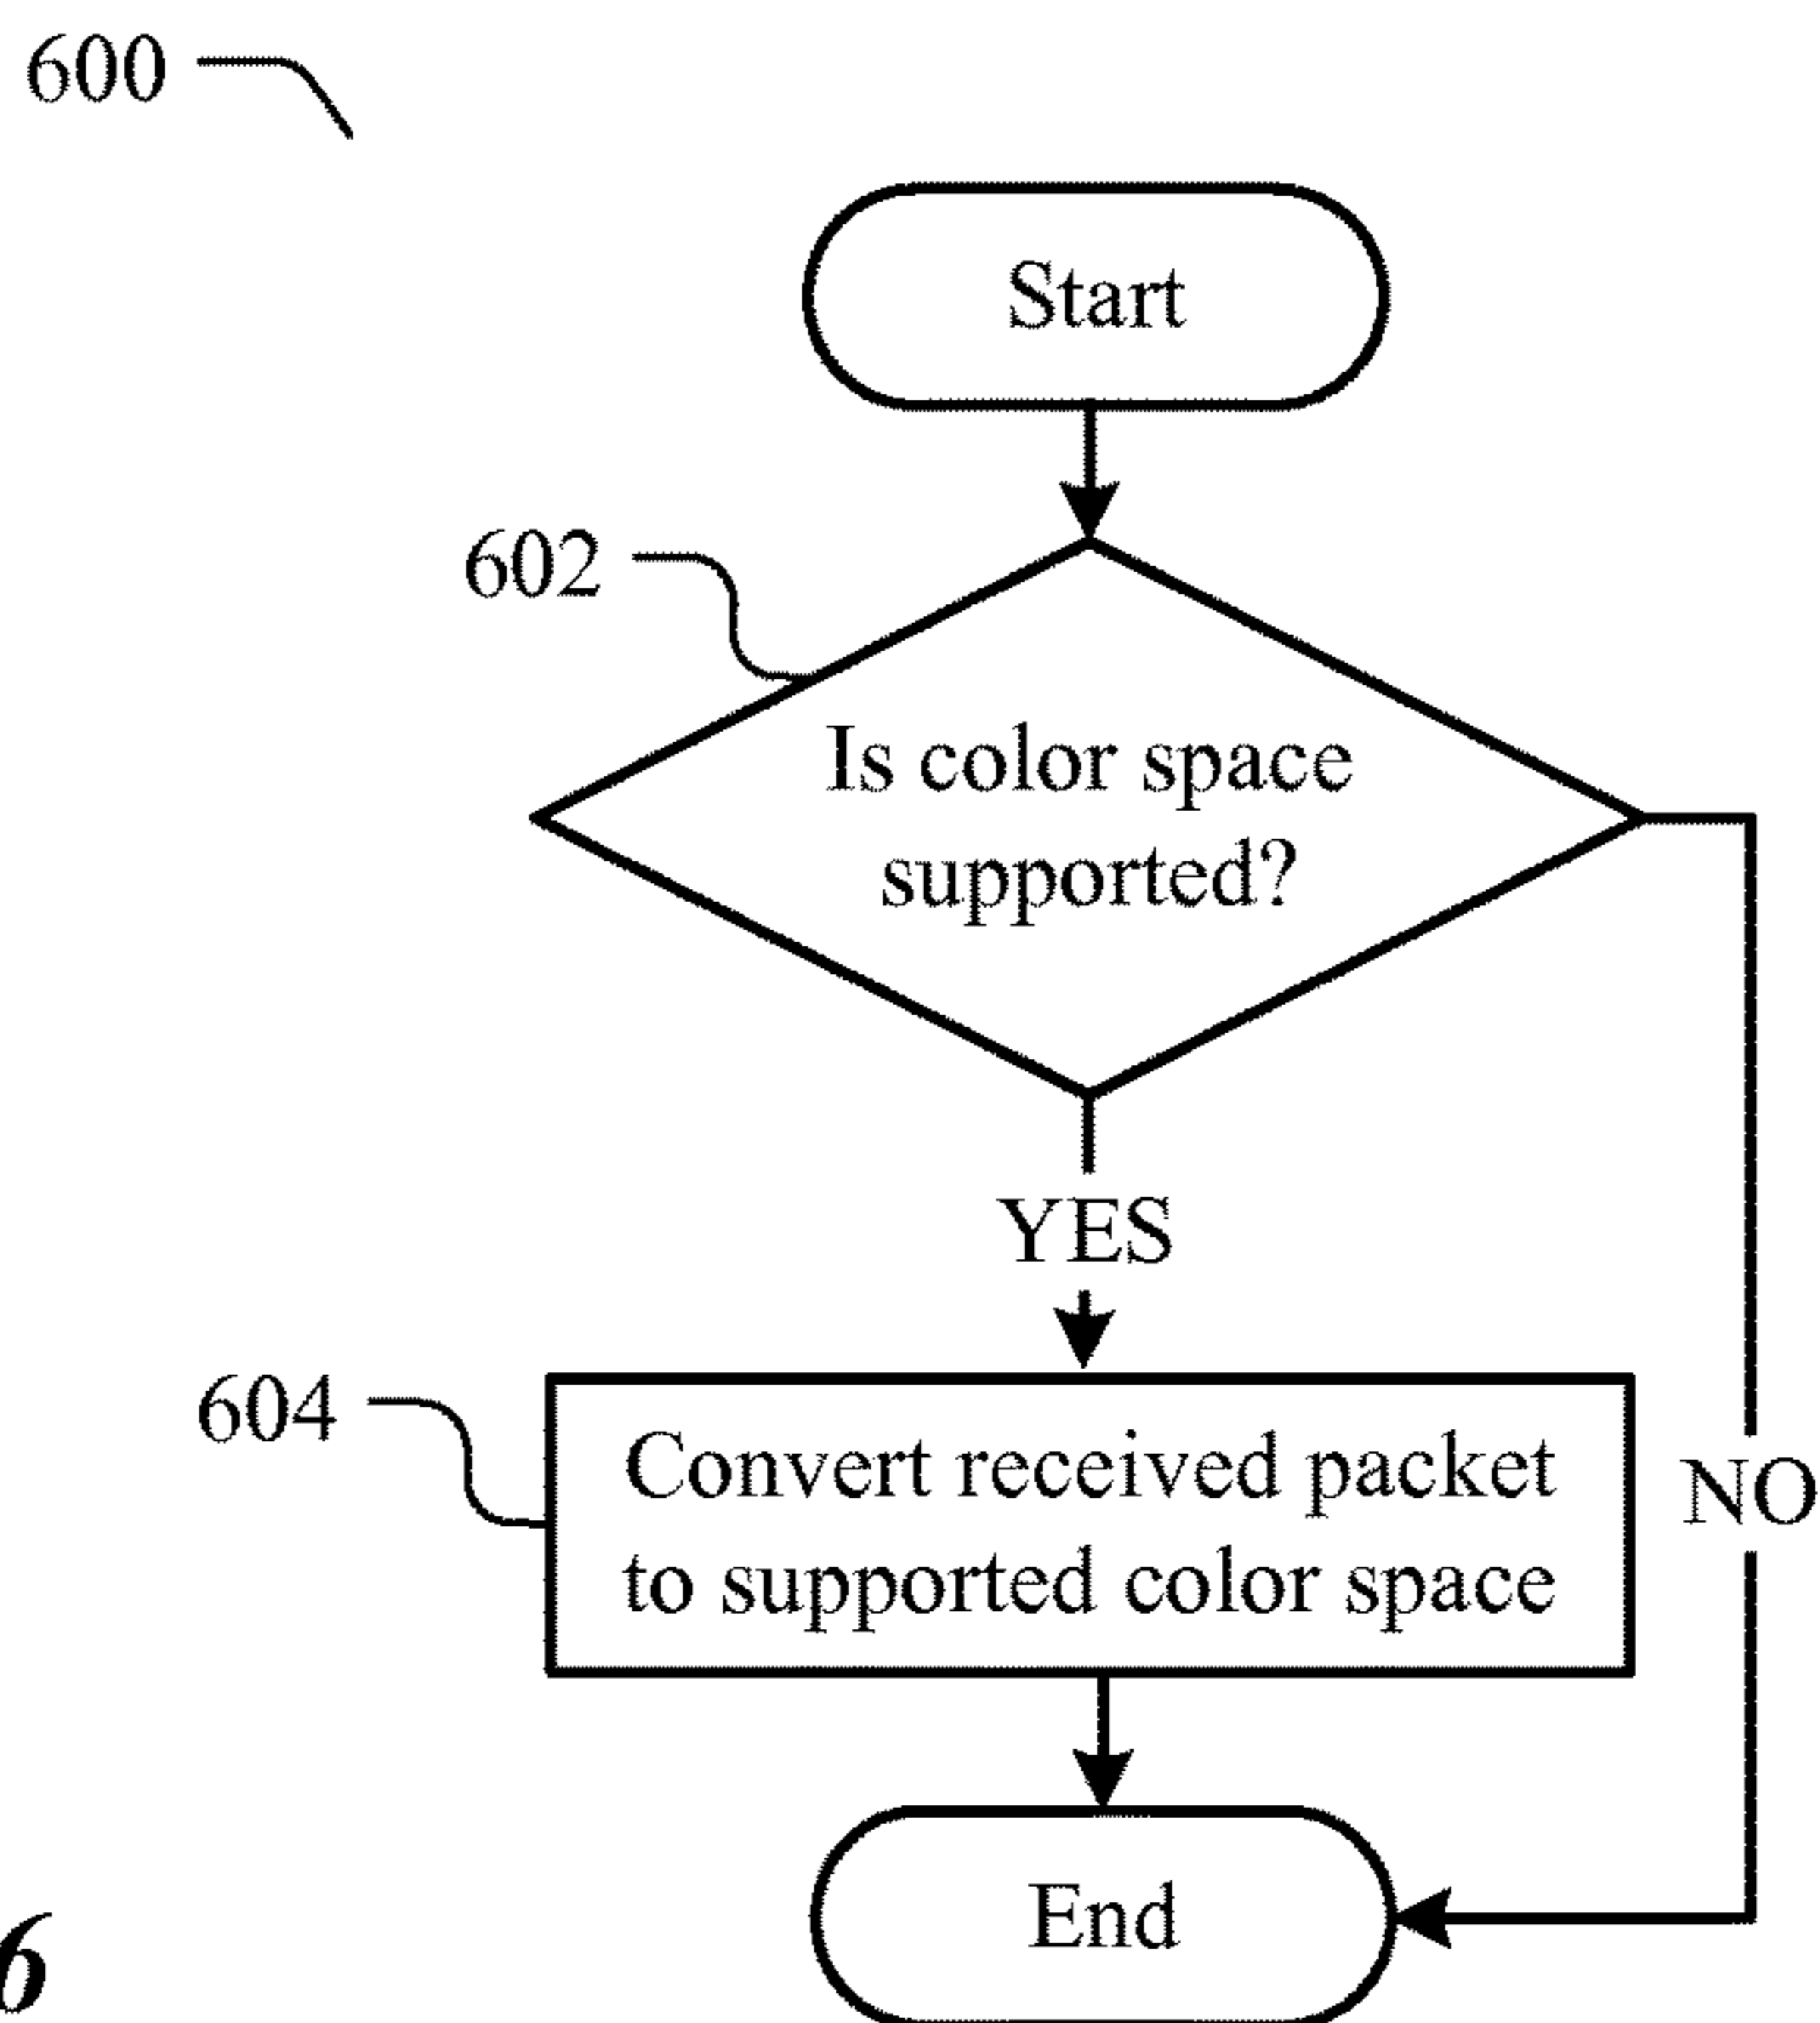 600
Start
602
Is color space
supported?
YES
604
Convert received packet
to supported color space
NO
End
6